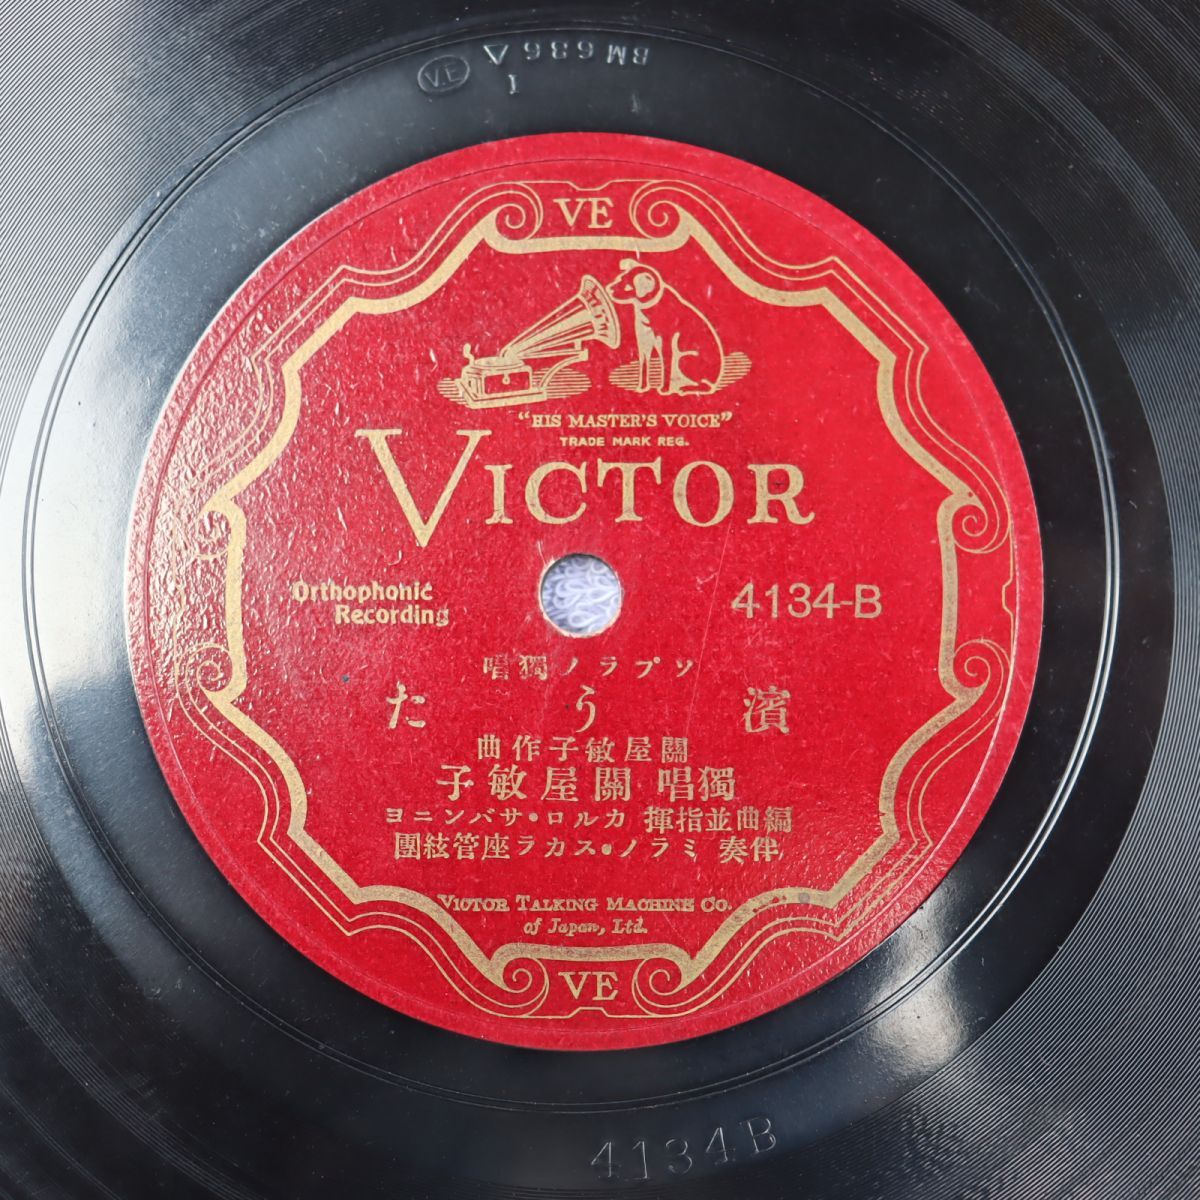 BM 686 A
I
VE
VE
"HIS MASTER'S VOICE"
TRADE MARK REG.
VICTOR
Orthophonic
Recording
4134-B
ソプラノ獨唱
濱うた
關屋敏子作曲
獨唱 關屋敏子
編曲並指揮 カルロ・サバンニヨ
伴奏 ミラノ・スカラ座管絃團
VICTOR TALKING MACHINE CO.
of Japan, Ltd.
VE
4134B